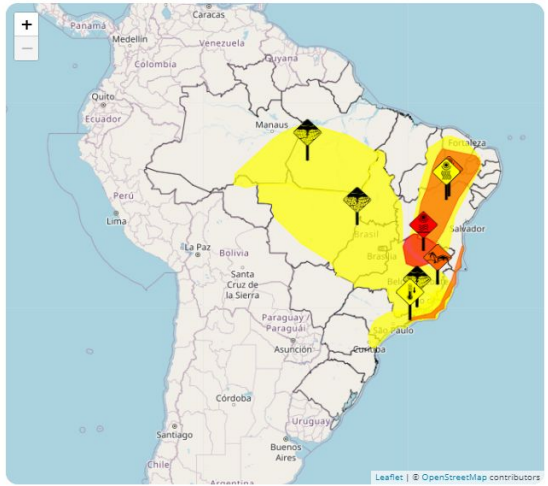 +
−
Caracas
Panamá
Medellín
Venezuela
Guyana
Colombia
Quito
Ecuador
Manaus
Fortaleza
Perú
Lima
Brasil
Salvador
La Paz
Bolivia
Santa
Cruz de
la Sierra
Paraguay /
Paraguái
São Paulo
Asunción
Curitiba
Córdoba
Uruguay
Santiago
Buenos
Aires
Chile
Argentina
Leaflet | © OpenStreetMap contributors